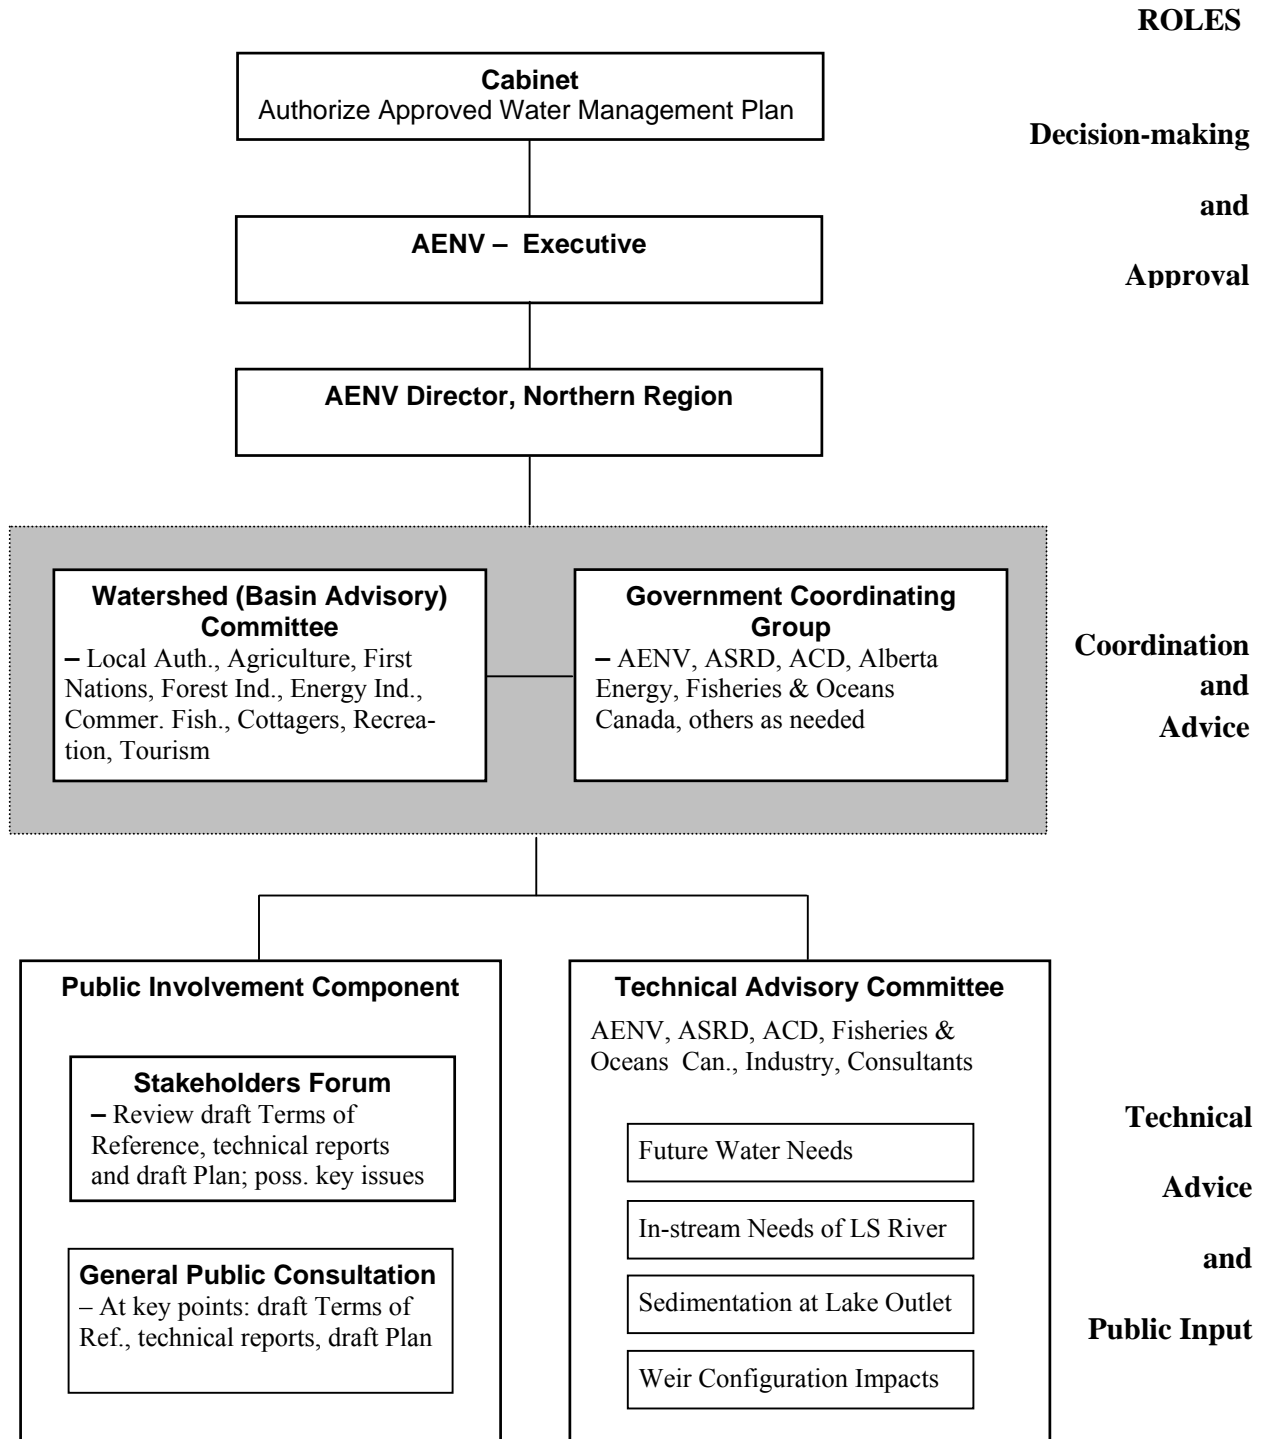 ROLES
Cabinet
Authorize Approved Water Management Plan
Decision-making
and
Approval
AENV – Executive
AENV Director, Northern Region
Watershed (Basin Advisory)
Committee
– Local Auth., Agriculture, First
Nations, Forest Ind., Energy Ind.,
Commer. Fish., Cottagers, Recrea-
tion, Tourism
Government Coordinating
Group
– AENV, ASRD, ACD, Alberta
Energy, Fisheries & Oceans
Canada, others as needed
Coordination
and
Advice
Public Involvement Component
Stakeholders Forum
– Review draft Terms of
Reference, technical reports
and draft Plan; poss. key issues
General Public Consultation
– At key points: draft Terms of
Ref., technical reports, draft Plan
Technical Advisory Committee
AENV, ASRD, ACD, Fisheries &
Oceans Can., Industry, Consultants
Future Water Needs
In-stream Needs of LS River
Sedimentation at Lake Outlet
Weir Configuration Impacts
Technical
Advice
and
Public Input